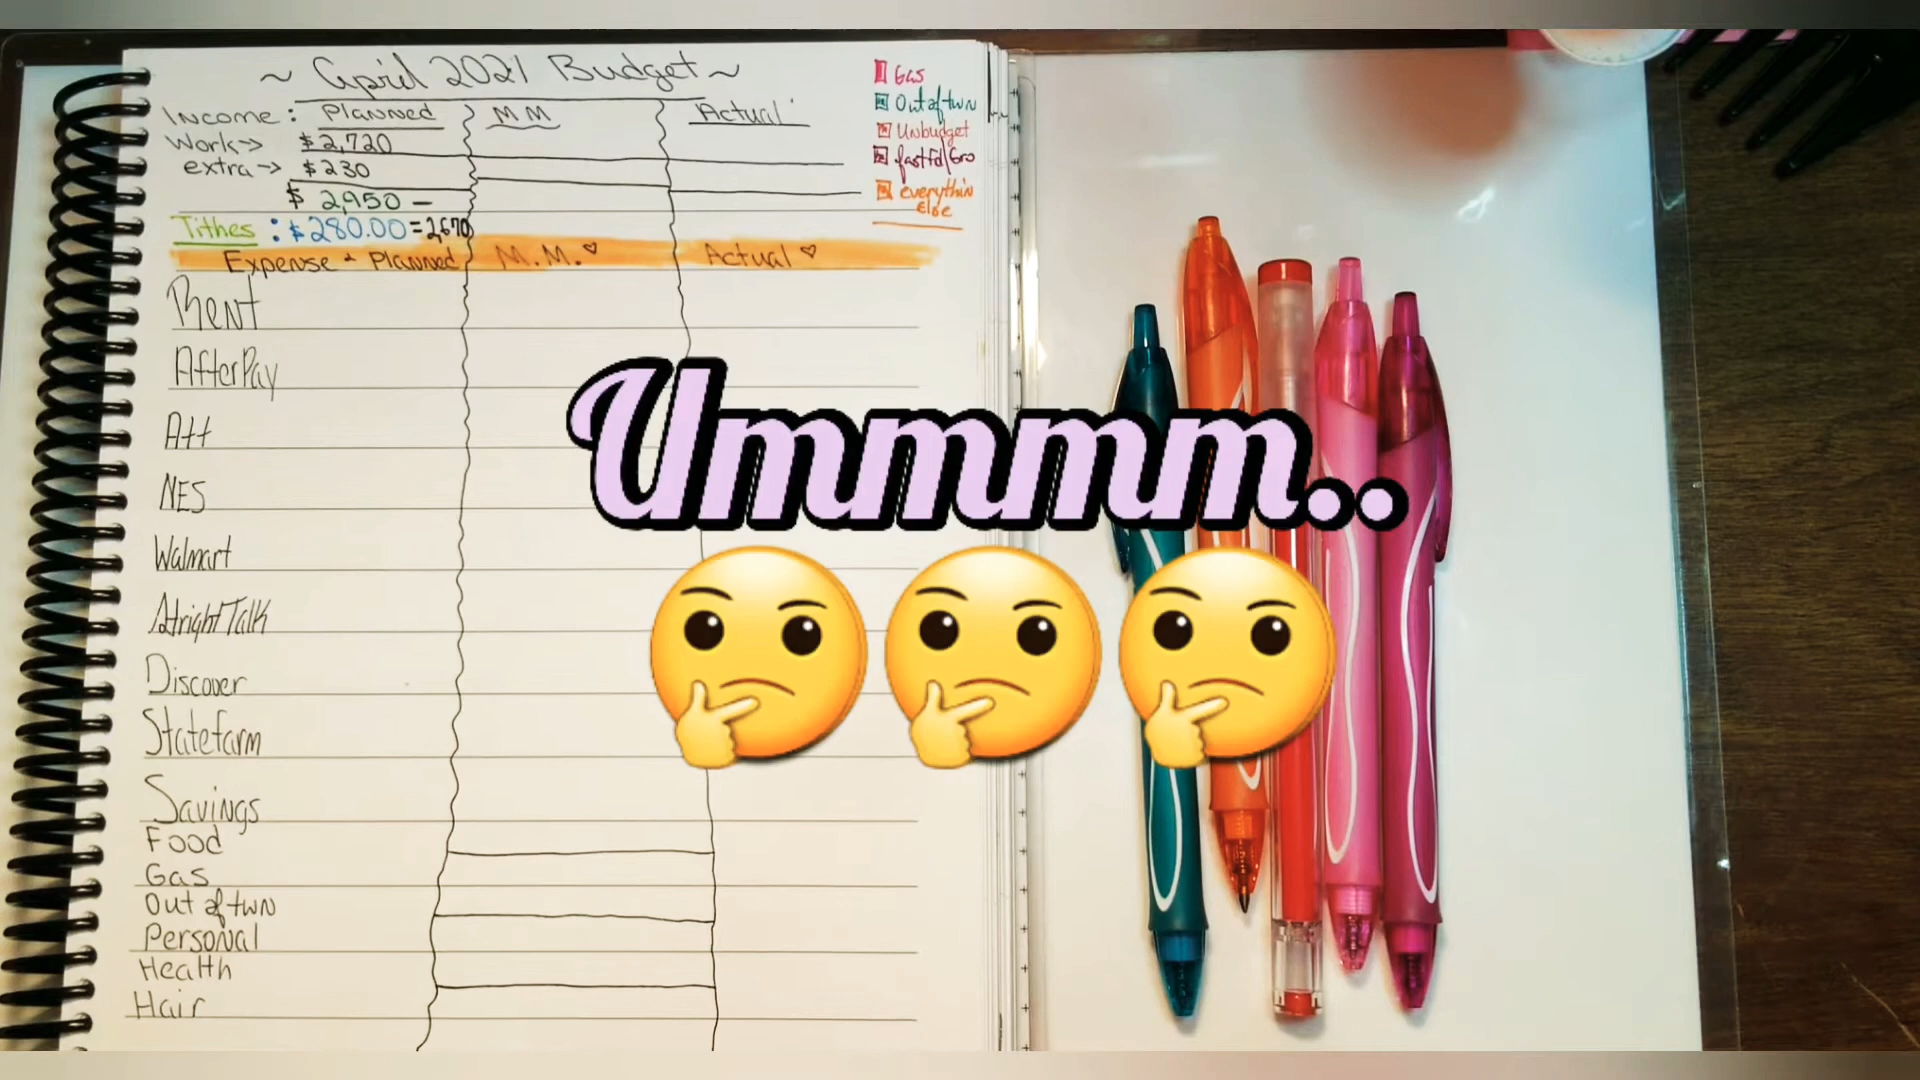 ~ April 2021 Budget ~
Income: Planned MM Actual
Work-> $2,720
extra-> $230
$ 2,950 -
Tithes: $280.00=2,670
Expense + Planned M.M.♡ Actual ♡
Rent
AfterPay
Att
NES
Walmart
StrightTalk
Discover
Statefarm
Savings
Food
Gas
Out of twn
Personal
Health
Hair
Gas
Out of twn
Unbudget
fastfd/Gro
everythin
Else
Ummmm..